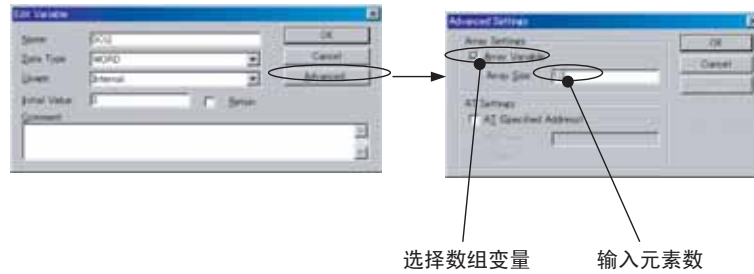 Edit Variable
Name
Data Type WORD
Usage Internal
Initial Value
Retain
Comment
OK
Cancel
Advanced
Advanced Settings
Array Settings
Array Variable
Array Size
AT Settings
AT (Specified Address)
OK
Cancel
选择数组变量
输入元素数